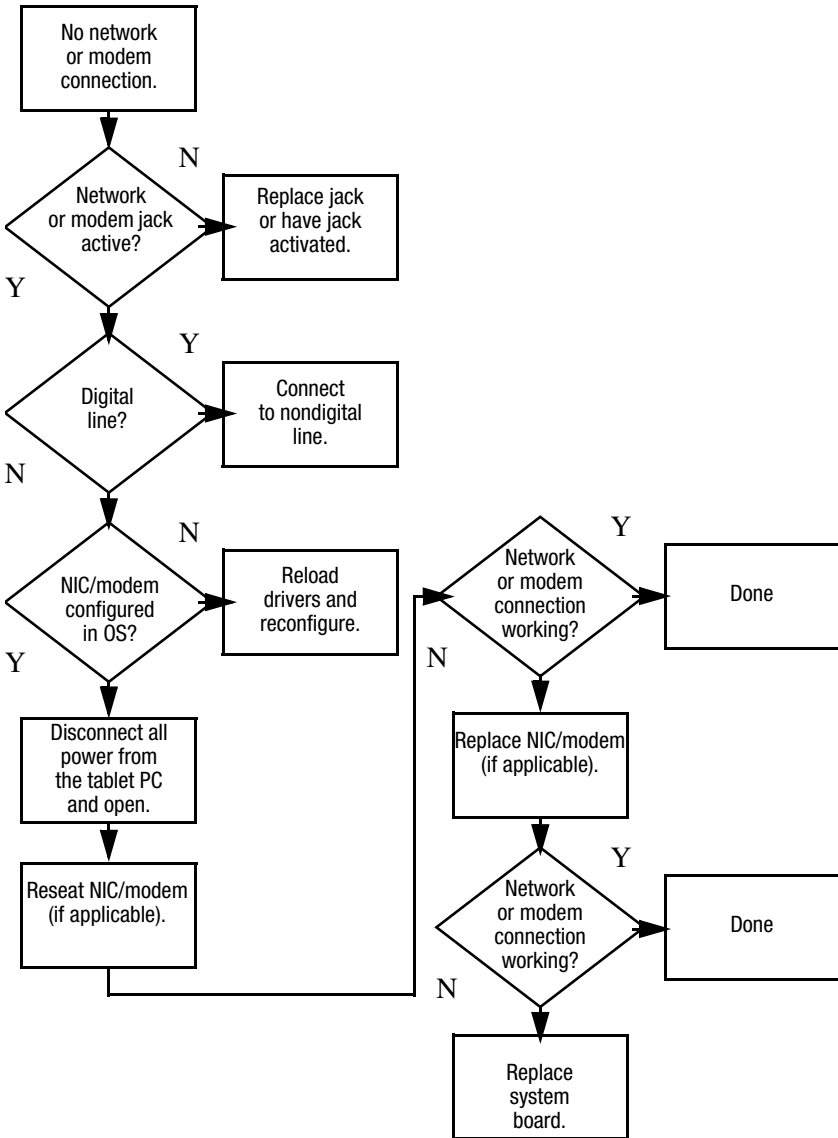 No network
or modem
connection.
N
Network
or modem jack
active?
Replace jack
or have jack
activated.
Y
Y
Digital
line?
Connect
to nondigital
line.
N
N
NIC/modem
configured
in OS?
Reload
drivers and
reconfigure.
Y
Disconnect all
power from
the tablet PC
and open.
Reseat NIC/modem
(if applicable).
Y
Network
or modem
connection
working?
Done
N
Replace NIC/modem
(if applicable).
Y
Network
or modem
connection
working?
Done
N
Replace
system
board.